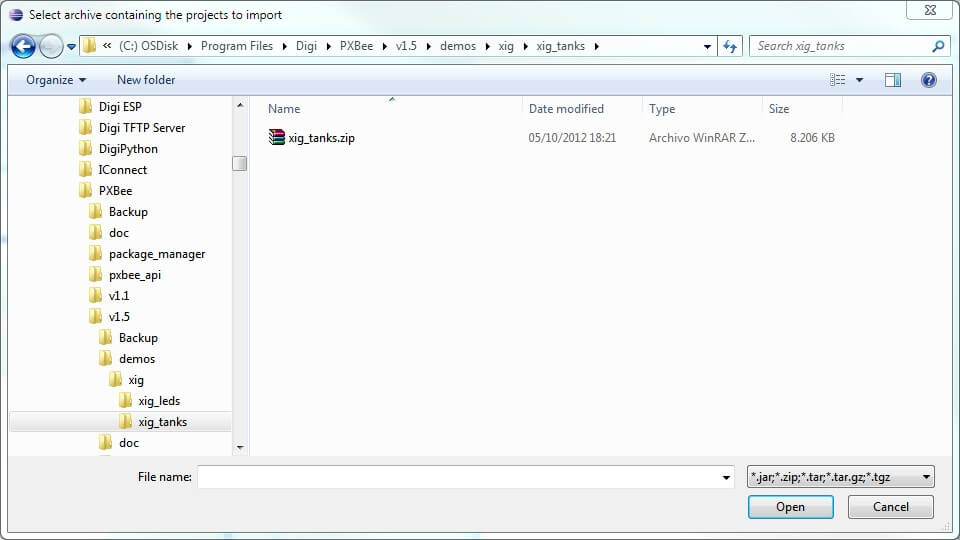 Select archive containing the projects to import
« (C:) OSDisk Program Files Digi PXBee v1.5 demos xig xig_tanks
Search xig_tanks
Organize New folder
Name Date modified Type Size
xig_tanks.zip 05/10/2012 18:21 Archivo WinRAR Z... 8.206 KB
Digi ESP
Digi TFTP Server
DigiPython
IConnect
PXBee
Backup
doc
package_manager
pxbee_api
v1.1
v1.5
Backup
demos
xig
xig_leds
xig_tanks
doc
File name:
*.jar;*.zip;*.tar;*.tar.gz;*.tgz
Open Cancel